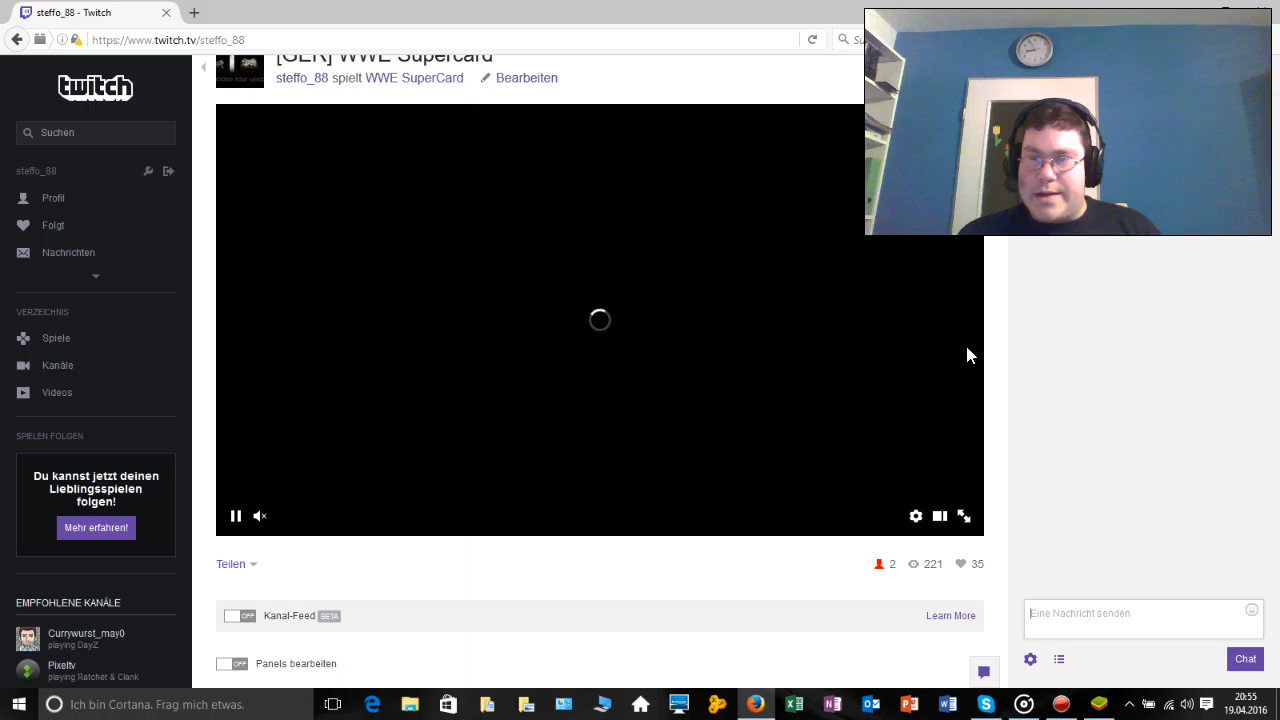 steffo_88 - Twitch
https://www.twitch.tv/steffo_88
twitch
Suchen
steffo_88
Profil
Folgt
Nachrichten
VERZEICHNIS
Spiele
Kanäle
Videos
SPIELEN FOLGEN
Du kannst jetzt deinen
Lieblingsspielen
folgen!
Mehr erfahren!
EMPFOHLENE KANÄLE
Currywurst_may0
playing DayZ
Pixeltv
playing Ratchet & Clank
[GER] WWE Supercard
steffo_88 spielt WWE SuperCard
Bearbeiten
Teilen
2
221
35
OFF
Kanal-Feed BETA
Learn More
OFF
Panels bearbeiten
Eine Nachricht senden
Chat
Ich bin Cortana. Frag mich etwas.
20:55
19.04.2016